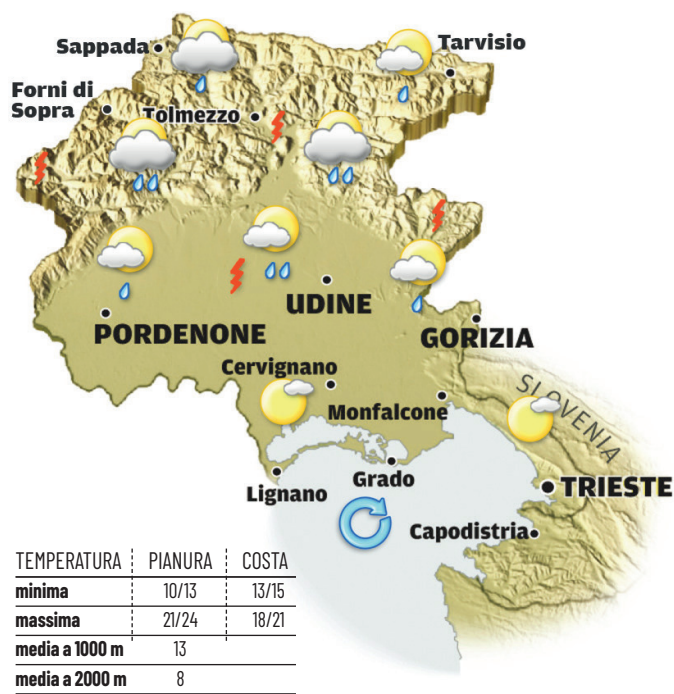 Sappada
Tarvisio
Forni di
Sopra
Tolmezzo
UDINE
PORDENONE
GORIZIA
Cervignano
Monfalcone
SLOVENIA
Lignano
Grado
TRIESTE
Capodistria
TEMPERATURA PIANURA COSTA
minima 10/13 13/15
massima 21/24 18/21
media a 1000 m 13
media a 2000 m 8